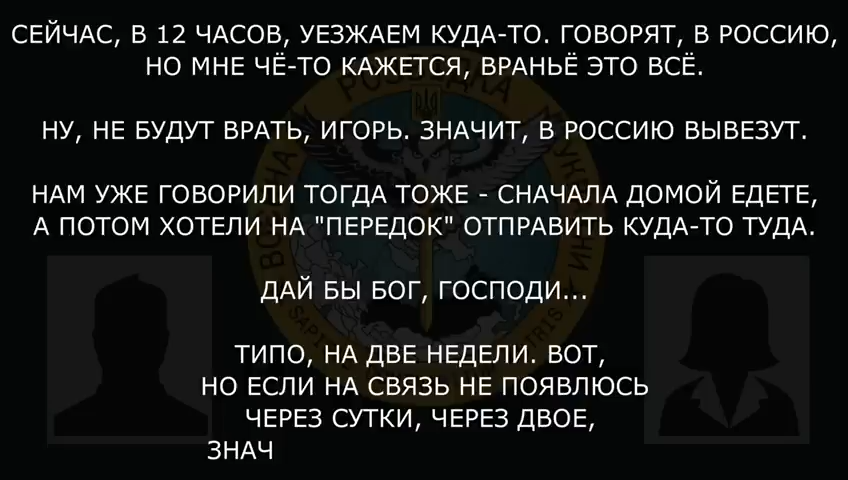 СЕЙЧАС, В 12 ЧАСОВ, УЕЗЖАЕМ КУДА-ТО. ГОВОРЯТ, В РОССИЮ,
НО МНЕ ЧЁ-ТО КАЖЕТСЯ, ВРАНЬЁ ЭТО ВСЁ.
НУ, НЕ БУДУТ ВРАТЬ, ИГОРЬ. ЗНАЧИТ, В РОССИЮ ВЫВЕЗУТ.
НАМ УЖЕ ГОВОРИЛИ ТОГДА ТОЖЕ - СНАЧАЛА ДОМОЙ ЕДЕТЕ,
А ПОТОМ ХОТЕЛИ НА "ПЕРЕДОК" ОТПРАВИТЬ КУДА-ТО ТУДА.
ДАЙ БЫ БОГ, ГОСПОДИ...
ТИПО, НА ДВЕ НЕДЕЛИ. ВОТ,
НО ЕСЛИ НА СВЯЗЬ НЕ ПОЯВЛЮСЬ
ЧЕРЕЗ СУТКИ, ЧЕРЕЗ ДВОЕ,
ЗНАЧ